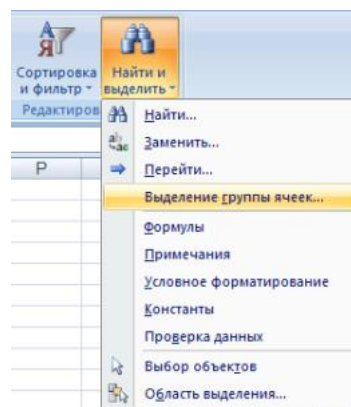 Сортировка
и фильтр
Найти и
выделить
Редактиров
P
Найти...
Заменить...
Перейти...
Выделение группы ячеек...
Формулы
Примечания
Условное форматирование
Константы
Проверка данных
Выбор объектов
Область выделения...